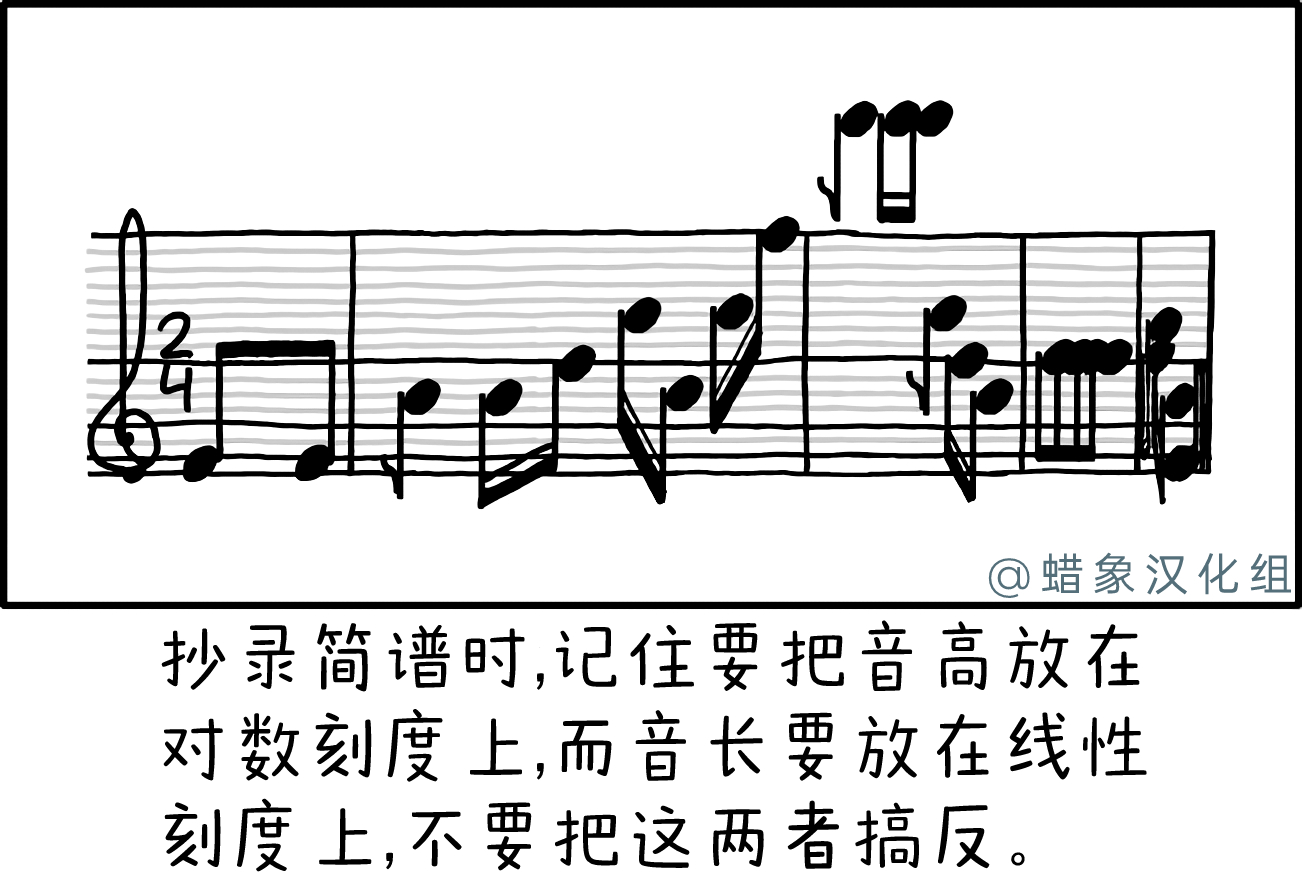 2
4
@蜡象汉化组
抄录简谱时,记住要把音高放在
对数刻度上,而音长要放在线性
刻度上,不要把这两者搞反。